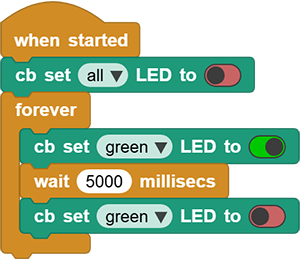 when started
cb set all ▼ LED to
forever
cb set green ▼ LED to
wait 5000 millisecs
cb set green ▼ LED to